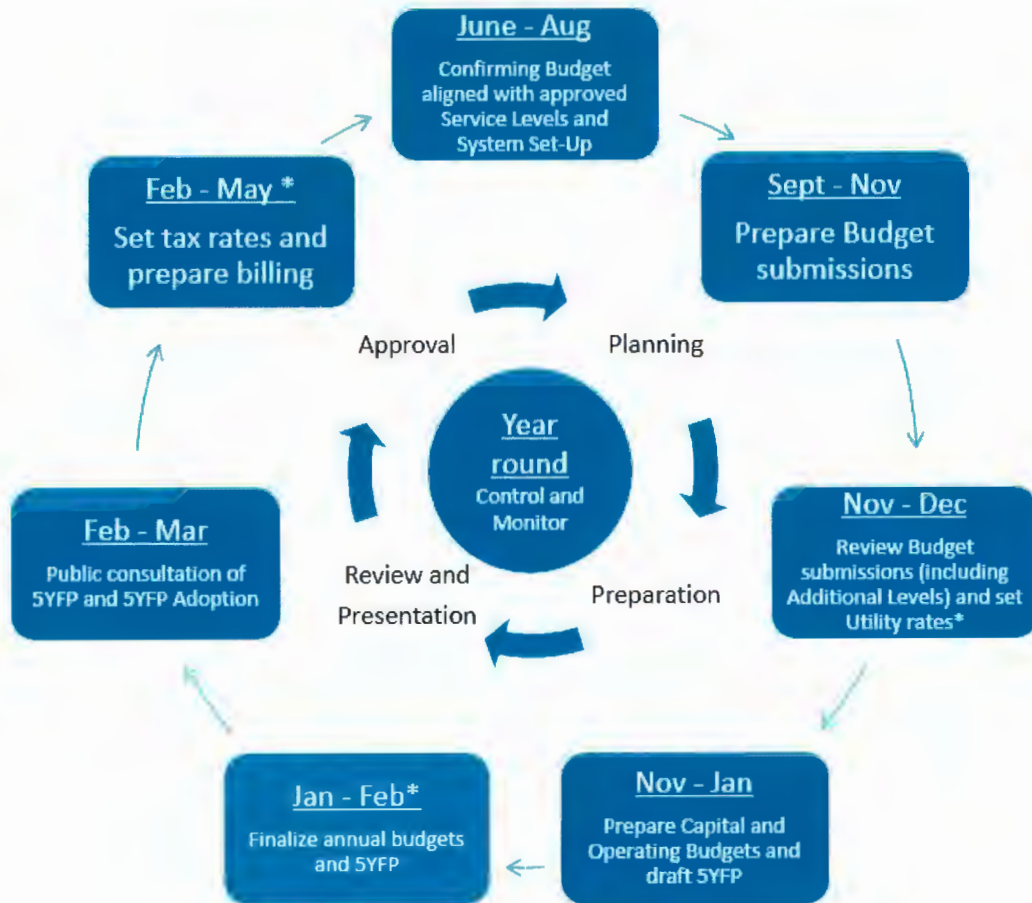 June - Aug
Confirming Budget
aligned with approved
Service Levels and
System Set-Up
Feb - May *
Set tax rates and
prepare billing
Sept - Nov
Prepare Budget
submissions
Approval
Planning
Year
round
Control and
Monitor
Feb - Mar
Public consultation of
5YFP and 5YFP Adoption
Nov - Dec
Review Budget
submissions (including
Additional Levels) and set
Utility rates*
Review and
Presentation
Preparation
Jan - Feb*
Finalize annual budgets
and 5YFP
Nov - Jan
Prepare Capital and
Operating Budgets and
draft 5YFP